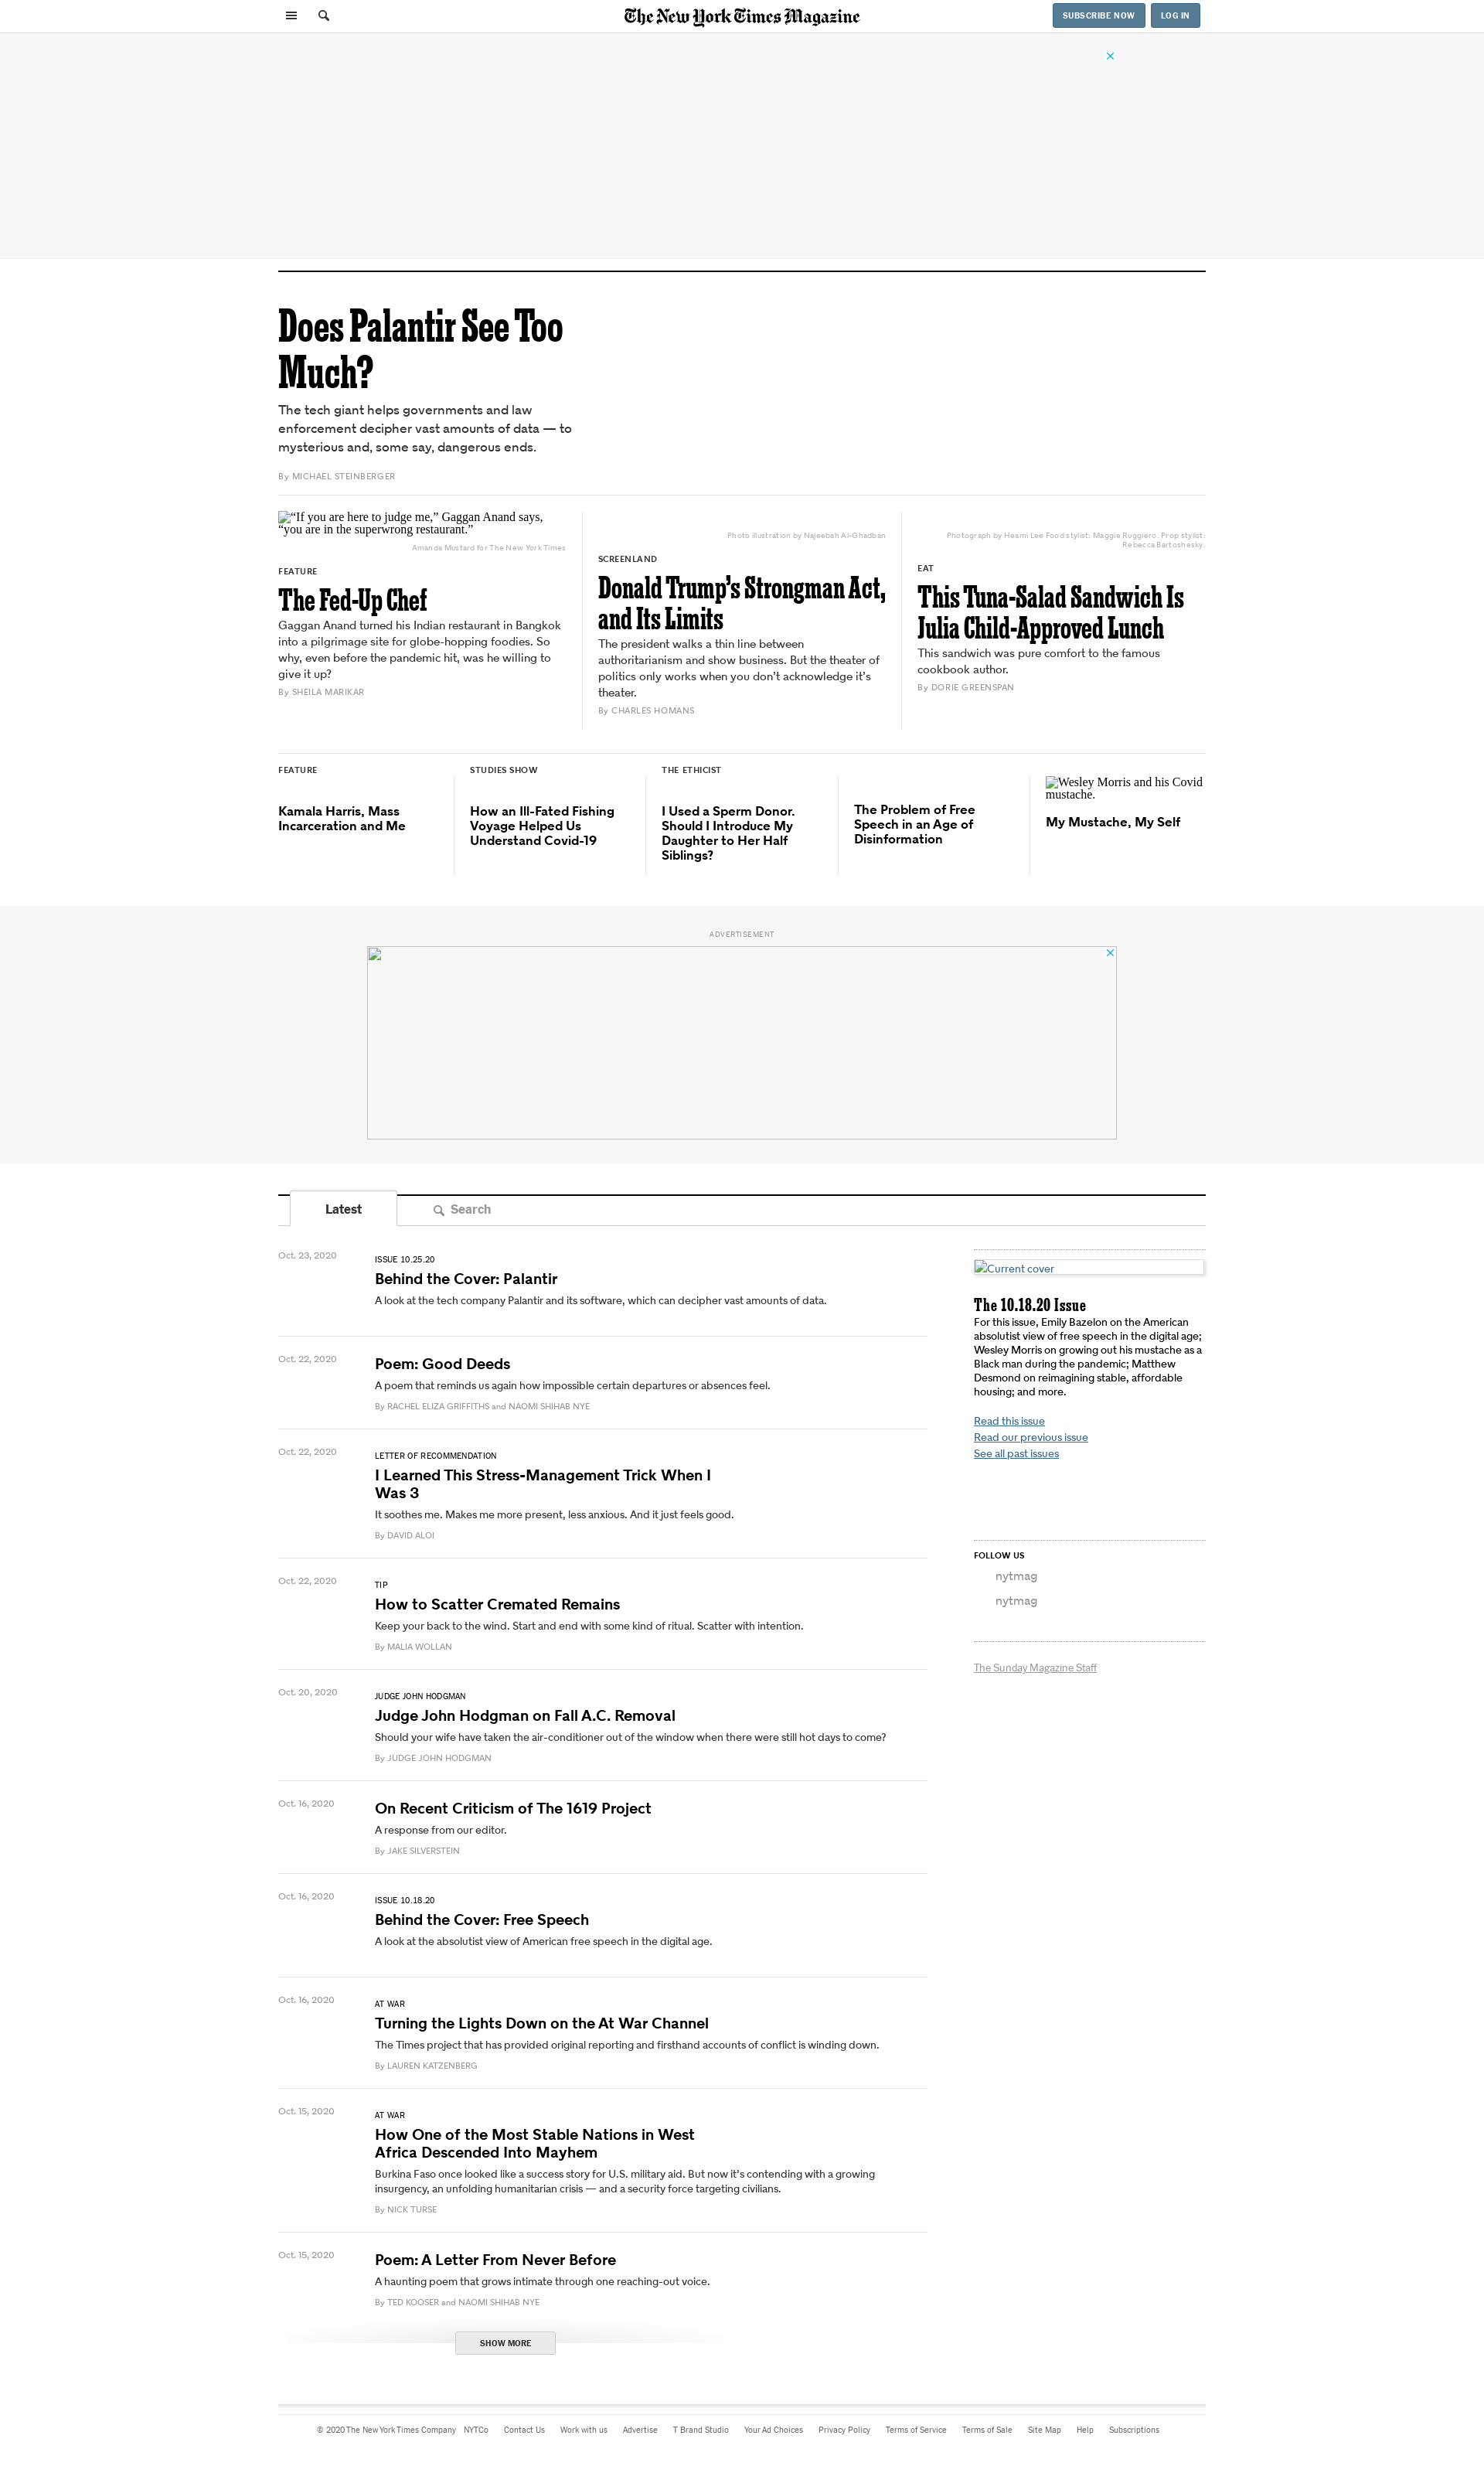 The New York Times Magazine
SUBSCRIBE NOW
LOG IN
Does Palantir See Too
Much?
The tech giant helps governments and law
enforcement decipher vast amounts of data — to
mysterious and, some say, dangerous ends.
By MICHAEL STEINBERGER
“If you are here to judge me,” Gaggan Anand says,
“you are in the superwrong restaurant.”
Amanda Mustard for The New York Times
FEATURE
The Fed-Up Chef
Gaggan Anand turned his Indian restaurant in Bangkok
into a pilgrimage site for globe-hopping foodies. So
why, even before the pandemic hit, was he willing to
give it up?
By SHEILA MARIKAR
Photo illustration by Najeebah Al-Ghadban
SCREENLAND
Donald Trump’s Strongman Act,
and Its Limits
The president walks a thin line between
authoritarianism and show business. But the theater of
politics only works when you don’t acknowledge it’s
theater.
By CHARLES HOMANS
Photograph by Heami Lee Food stylist: Maggie Ruggiero. Prop stylist:
Rebecca Bartoshesky.
EAT
This Tuna-Salad Sandwich Is
Julia Child-Approved Lunch
This sandwich was pure comfort to the famous
cookbook author.
By DORIE GREENSPAN
FEATURE
Kamala Harris, Mass
Incarceration and Me
STUDIES SHOW
How an Ill-Fated Fishing
Voyage Helped Us
Understand Covid-19
THE ETHICIST
I Used a Sperm Donor.
Should I Introduce My
Daughter to Her Half
Siblings?
The Problem of Free
Speech in an Age of
Disinformation
Wesley Morris and his Covid
mustache.
My Mustache, My Self
ADVERTISEMENT
Latest
Search
Oct. 23, 2020
ISSUE 10.25.20
Behind the Cover: Palantir
A look at the tech company Palantir and its software, which can decipher vast amounts of data.
Oct. 22, 2020
Poem: Good Deeds
A poem that reminds us again how impossible certain departures or absences feel.
By RACHEL ELIZA GRIFFITHS and NAOMI SHIHAB NYE
Oct. 22, 2020
LETTER OF RECOMMENDATION
I Learned This Stress-Management Trick When I
Was 3
It soothes me. Makes me more present, less anxious. And it just feels good.
By DAVID ALOI
Oct. 22, 2020
TIP
How to Scatter Cremated Remains
Keep your back to the wind. Start and end with some kind of ritual. Scatter with intention.
By MALIA WOLLAN
Oct. 20, 2020
JUDGE JOHN HODGMAN
Judge John Hodgman on Fall A.C. Removal
Should your wife have taken the air-conditioner out of the window when there were still hot days to come?
By JUDGE JOHN HODGMAN
Oct. 16, 2020
On Recent Criticism of The 1619 Project
A response from our editor.
By JAKE SILVERSTEIN
Oct. 16, 2020
ISSUE 10.18.20
Behind the Cover: Free Speech
A look at the absolutist view of American free speech in the digital age.
Oct. 16, 2020
AT WAR
Turning the Lights Down on the At War Channel
The Times project that has provided original reporting and firsthand accounts of conflict is winding down.
By LAUREN KATZENBERG
Oct. 15, 2020
AT WAR
How One of the Most Stable Nations in West
Africa Descended Into Mayhem
Burkina Faso once looked like a success story for U.S. military aid. But now it’s contending with a growing
insurgency, an unfolding humanitarian crisis — and a security force targeting civilians.
By NICK TURSE
Oct. 15, 2020
Poem: A Letter From Never Before
A haunting poem that grows intimate through one reaching-out voice.
By TED KOOSER and NAOMI SHIHAB NYE
SHOW MORE
Current cover
The 10.18.20 Issue
For this issue, Emily Bazelon on the American
absolutist view of free speech in the digital age;
Wesley Morris on growing out his mustache as a
Black man during the pandemic; Matthew
Desmond on reimagining stable, affordable
housing; and more.
Read this issue
Read our previous issue
See all past issues
FOLLOW US
nytmag
nytmag
The Sunday Magazine Staff
© 2020 The New York Times Company NYTCo Contact Us Work with us Advertise T Brand Studio Your Ad Choices Privacy Policy Terms of Service Terms of Sale Site Map Help Subscriptions